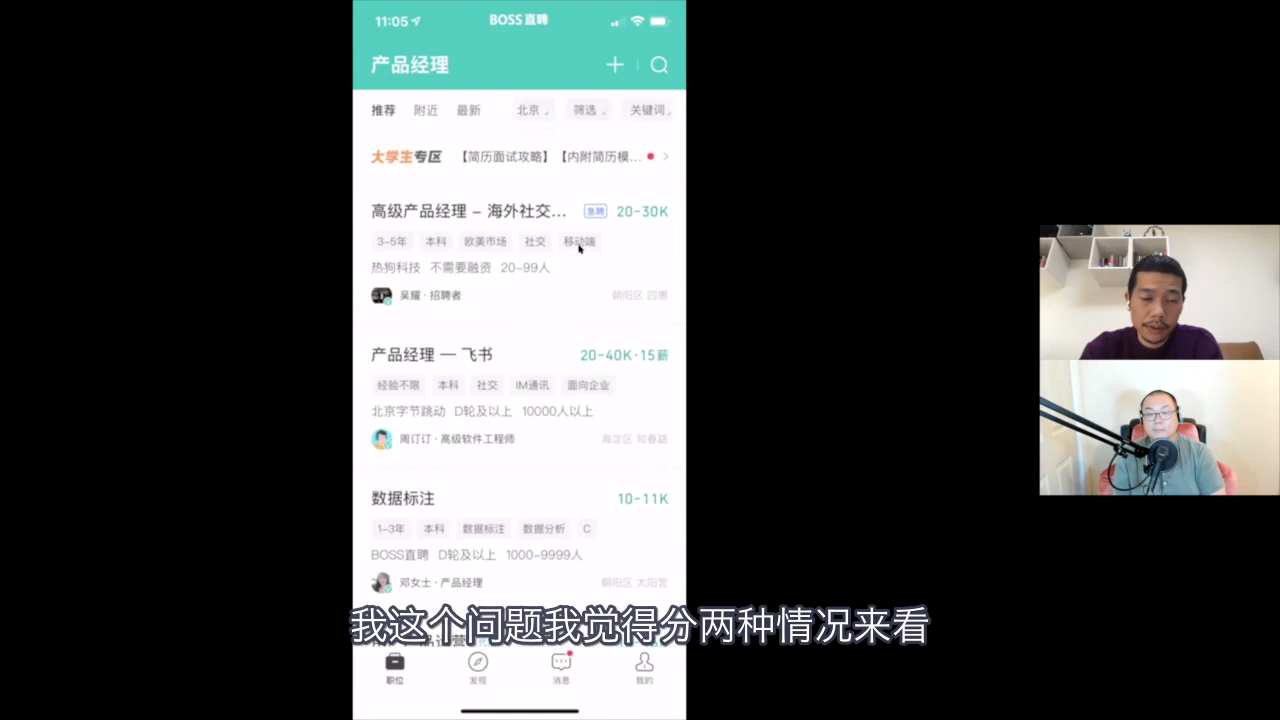 11:05
BOSS直聘
产品经理
推荐 附近 最新 北京 筛选 关键词
大学生专区 【简历面试攻略】【内附简历模...
高级产品经理 – 海外社交... 急聘 20-30K
3-5年 本科 欧美市场 社交 移动端
热狗科技 不需要融资 20-99人
吴耀·招聘者 朝阳区 四惠
产品经理 — 飞书 20-40K·15薪
经验不限 本科 社交 IM通讯 面向企业
北京字节跳动 D轮及以上 10000人以上
周订订·高级软件工程师 海淀区 知春路
数据标注 10-11K
1-3年 本科 数据标注 数据分析 C
BOSS直聘 D轮及以上 1000-9999人
邓女士·产品经理 朝阳区 太阳宫
我这个问题我觉得分两种情况来看
职位 发现 消息 我的